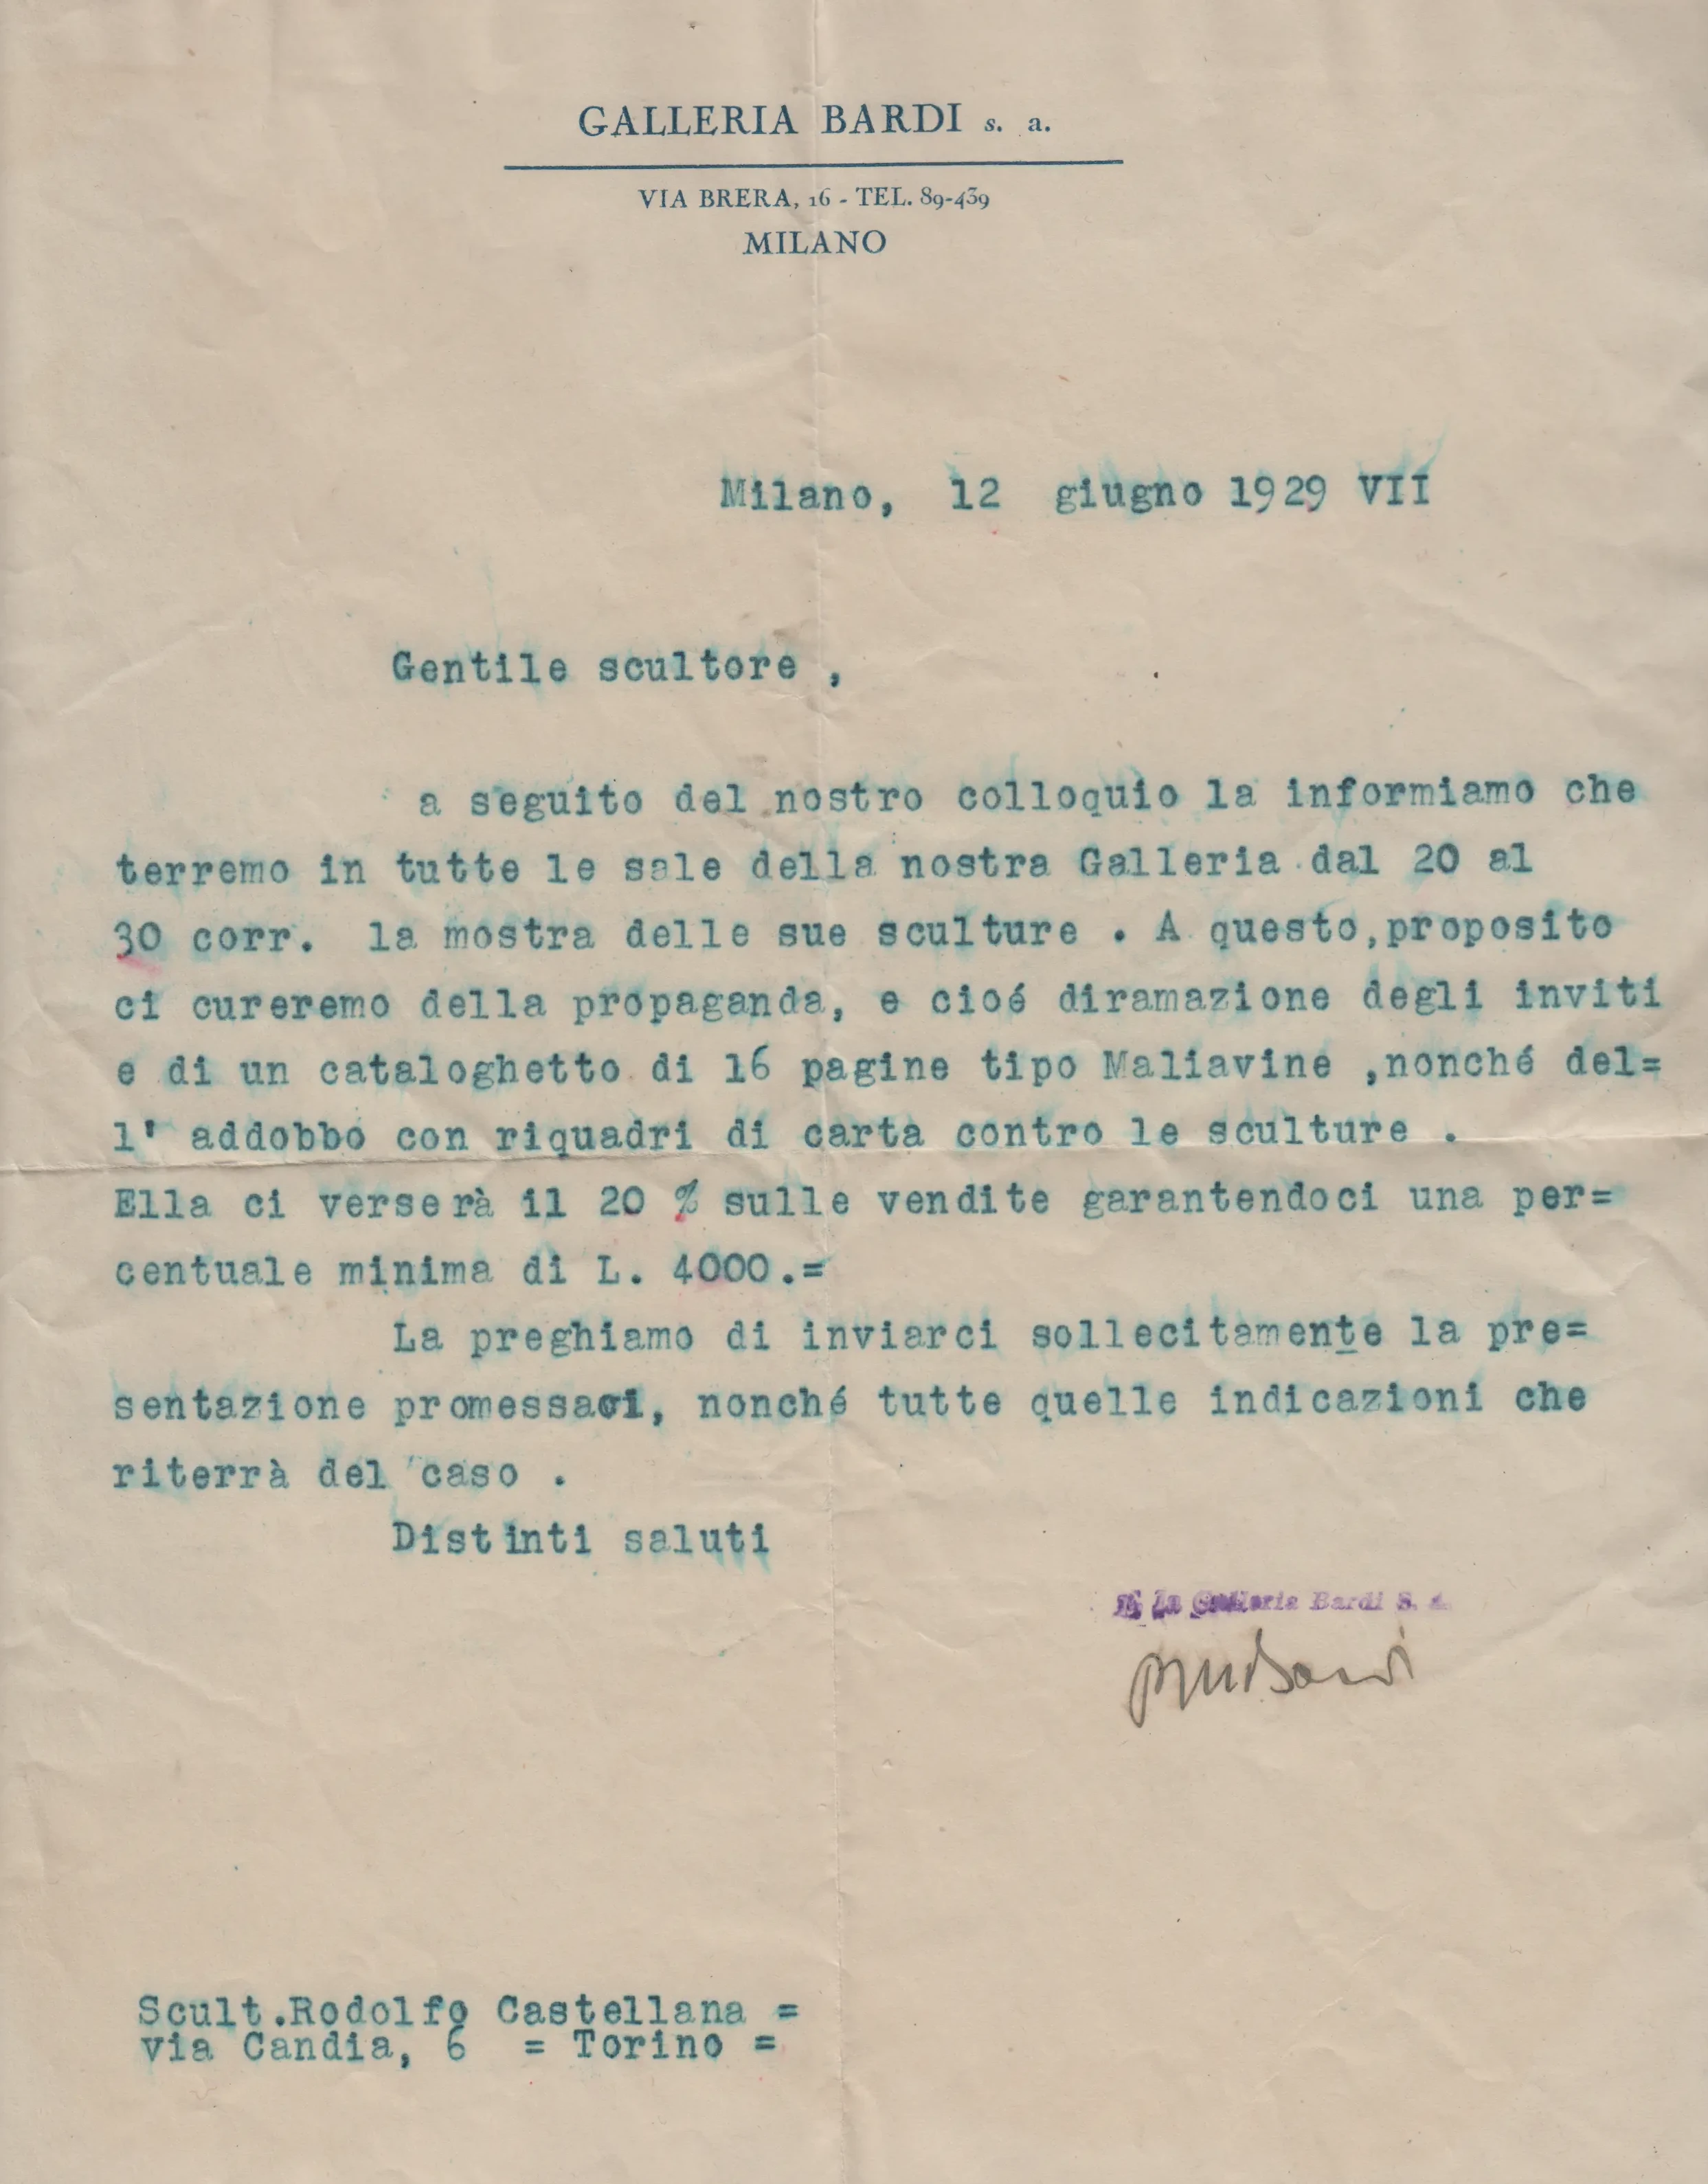 GALLERIA BARDI s. a.
VIA BRERA, 16 - TEL. 89-439
MILANO
Milano, 12 giugno 1929 VII
Gentile scultore ,
a seguito del nostro colloquio la informiamo che
terremo in tutte le sale della nostra Galleria dal 20 al
30 corr. la mostra delle sue sculture . A questo,proposito
ci cureremo della propaganda, e cioé diramazione degli inviti
e di un cataloghetto di 16 pagine tipo Maliavine ,nonché del=
l' addobbo con riquadri di carta contro le sculture .
Ella ci verserà il 20 % sulle vendite garantendoci una per=
centuale minima di L. 4000.=
La preghiamo di inviarci sollecitamente la pre=
sentazione promessaci, nonché tutte quelle indicazioni che
riterrà del caso .
Distinti saluti
La Galleria Bardi S. A.
pmBardi
Scult.Rodolfo Castellana =
via Candia, 6 = Torino =